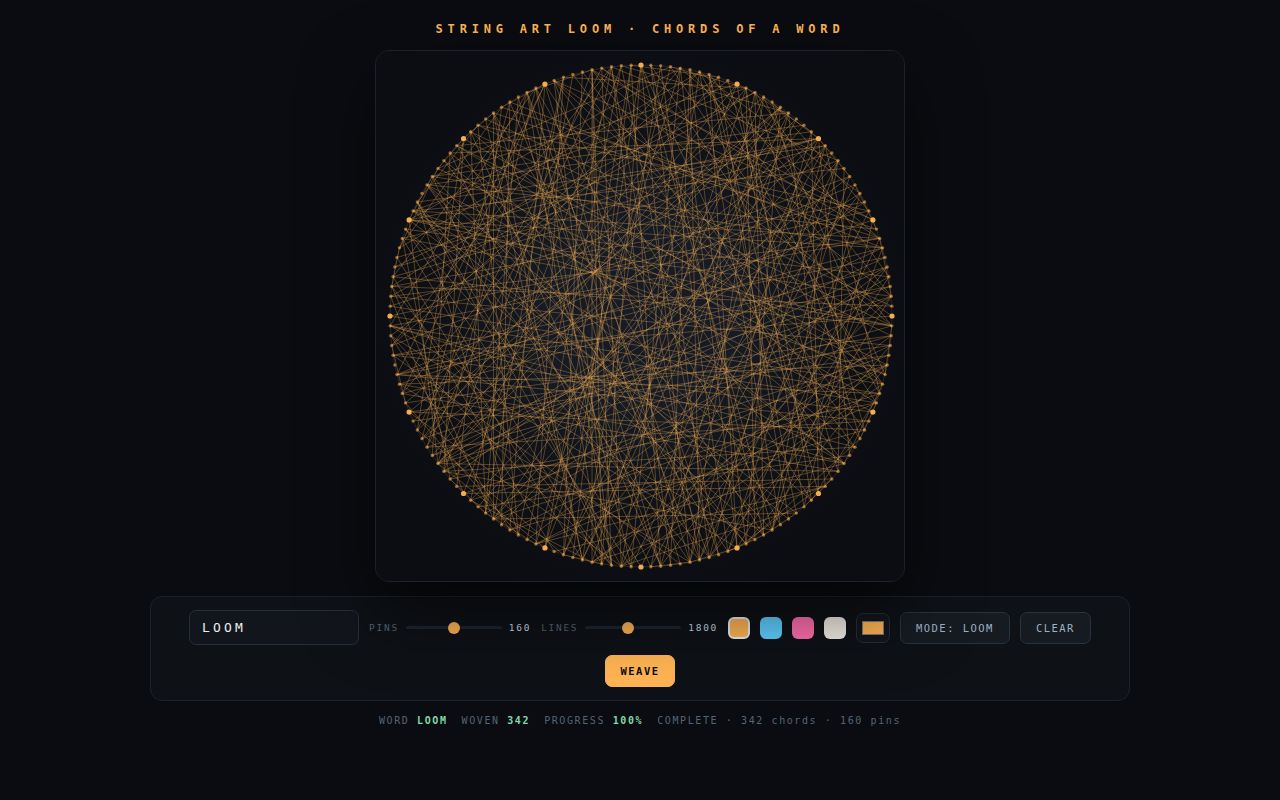 STRING ART LOOM · CHORDS OF A WORD
LOOM PINS 160 LINES 1800 MODE: LOOM CLEAR
WEAVE
WORD LOOM WOVEN 342 PROGRESS 100% COMPLETE · 342 chords · 160 pins